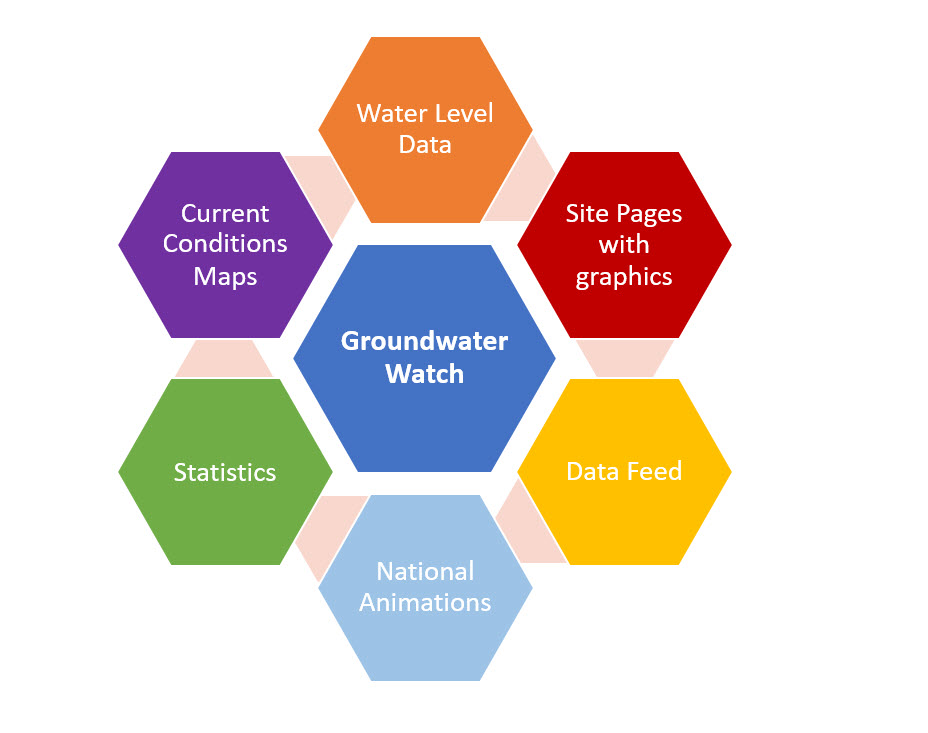 Water Level
Data
Current
Conditions
Maps
Site Pages
with
graphics
Groundwater
Watch
Statistics
Data Feed
National
Animations